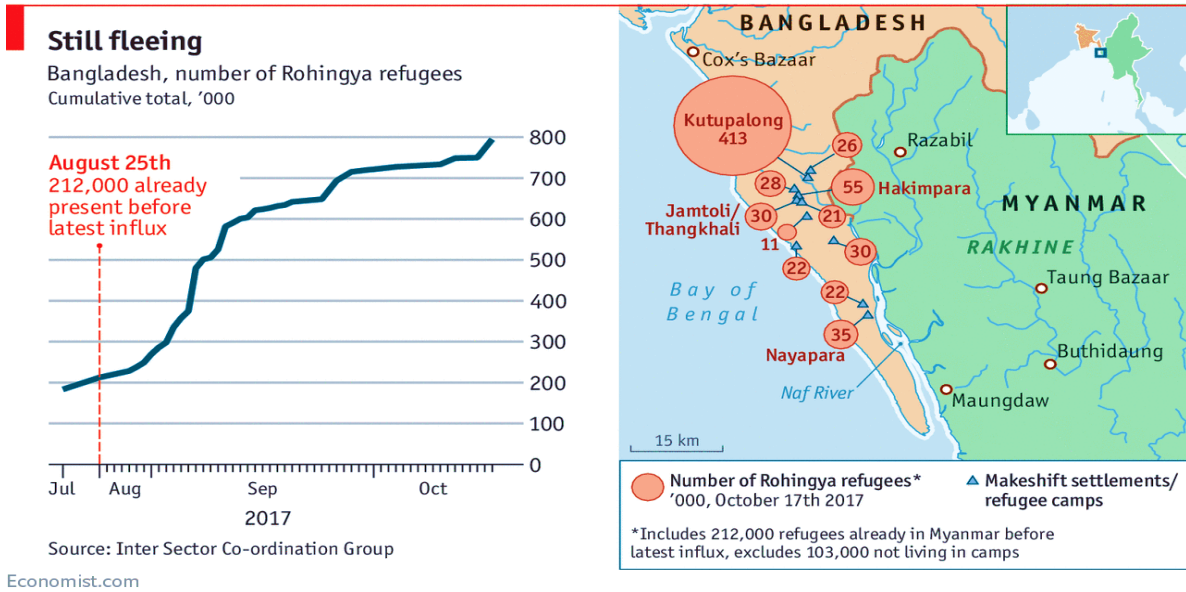 Still fleeing
Bangladesh, number of Rohingya refugees
Cumulative total, ’000
August 25th
212,000 already
present before
latest influx
800
700
600
500
400
300
200
100
0
Jul
Aug
Sep
Oct
2017
Source: Inter Sector Co-ordination Group
Economist.com
BANGLADESH
Cox’s Bazaar
Kutupalong
413
26
Razabil
28
55
Hakimpara
MYANMAR
Jamtoli/
Thangkhali
30
21
11
30
RAKHINE
22
Taung Bazaar
Bay of
Bengal
22
35
Nayapara
Buthidaung
Naf River
Maungdaw
15 km
Number of Rohingya refugees*
’000, October 17th 2017
Makeshift settlements/
refugee camps
*Includes 212,000 refugees already in Myanmar before
latest influx, excludes 103,000 not living in camps